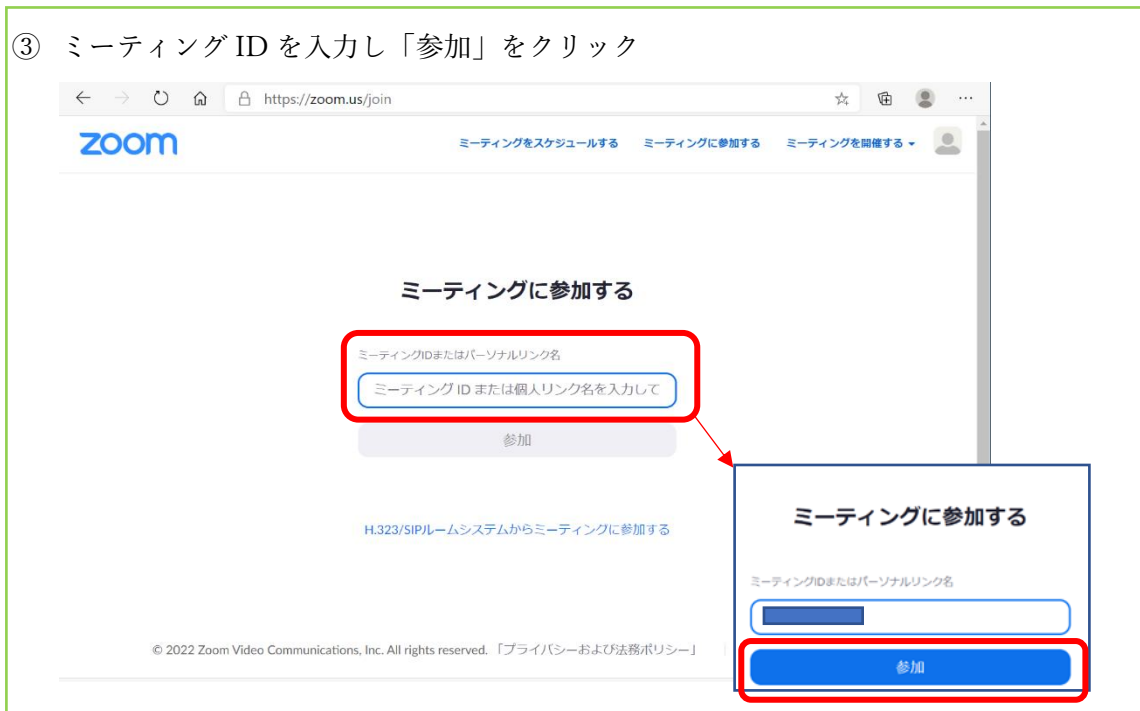 ③ ミーティング ID を入力し「参加」をクリック
https://zoom.us/join
zoom
ミーティングをスケジュールする ミーティングに参加する ミーティングを開催する
ミーティングに参加する
ミーティングIDまたはパーソナルリンク名
ミーティング ID または個人リンク名を入力して
参加
H.323/SIPルームシステムからミーティングに参加する
© 2022 Zoom Video Communications, Inc. All rights reserved. 「プライバシーおよび法務ポリシー」
ミーティングに参加する
ミーティングIDまたはパーソナルリンク名
参加